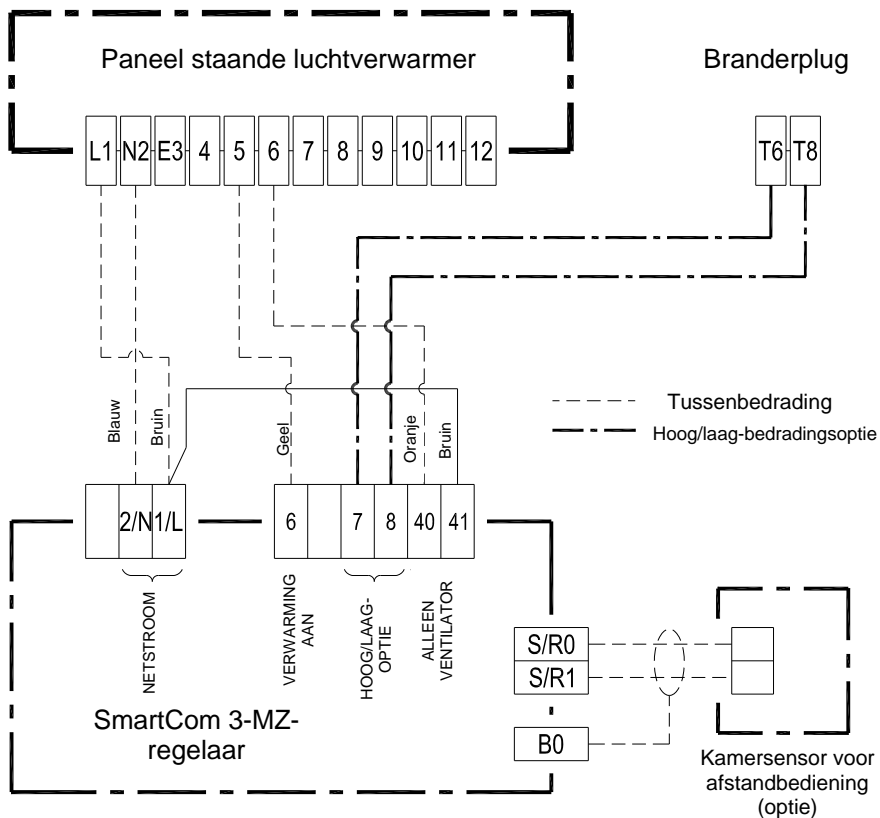 Paneel staande luchtverwarmer
Branderplug
L1 N2 E3 4 5 6 7 8 9 10 11 12
T6 T8
Blauw
Bruin
Geel
Oranje
Bruin
Tussenbedrading
Hoog/laag-bedradingsoptie
2/N 1/L
6 7 8 40 41
NETSTROOM
VERWARMING
AAN
HOOG/LAAG-
OPTIE
ALLEEN
VENTILATOR
S/R0
S/R1
B0
SmartCom 3-MZ-
regelaar
Kamersensor voor
afstandbediening
(optie)